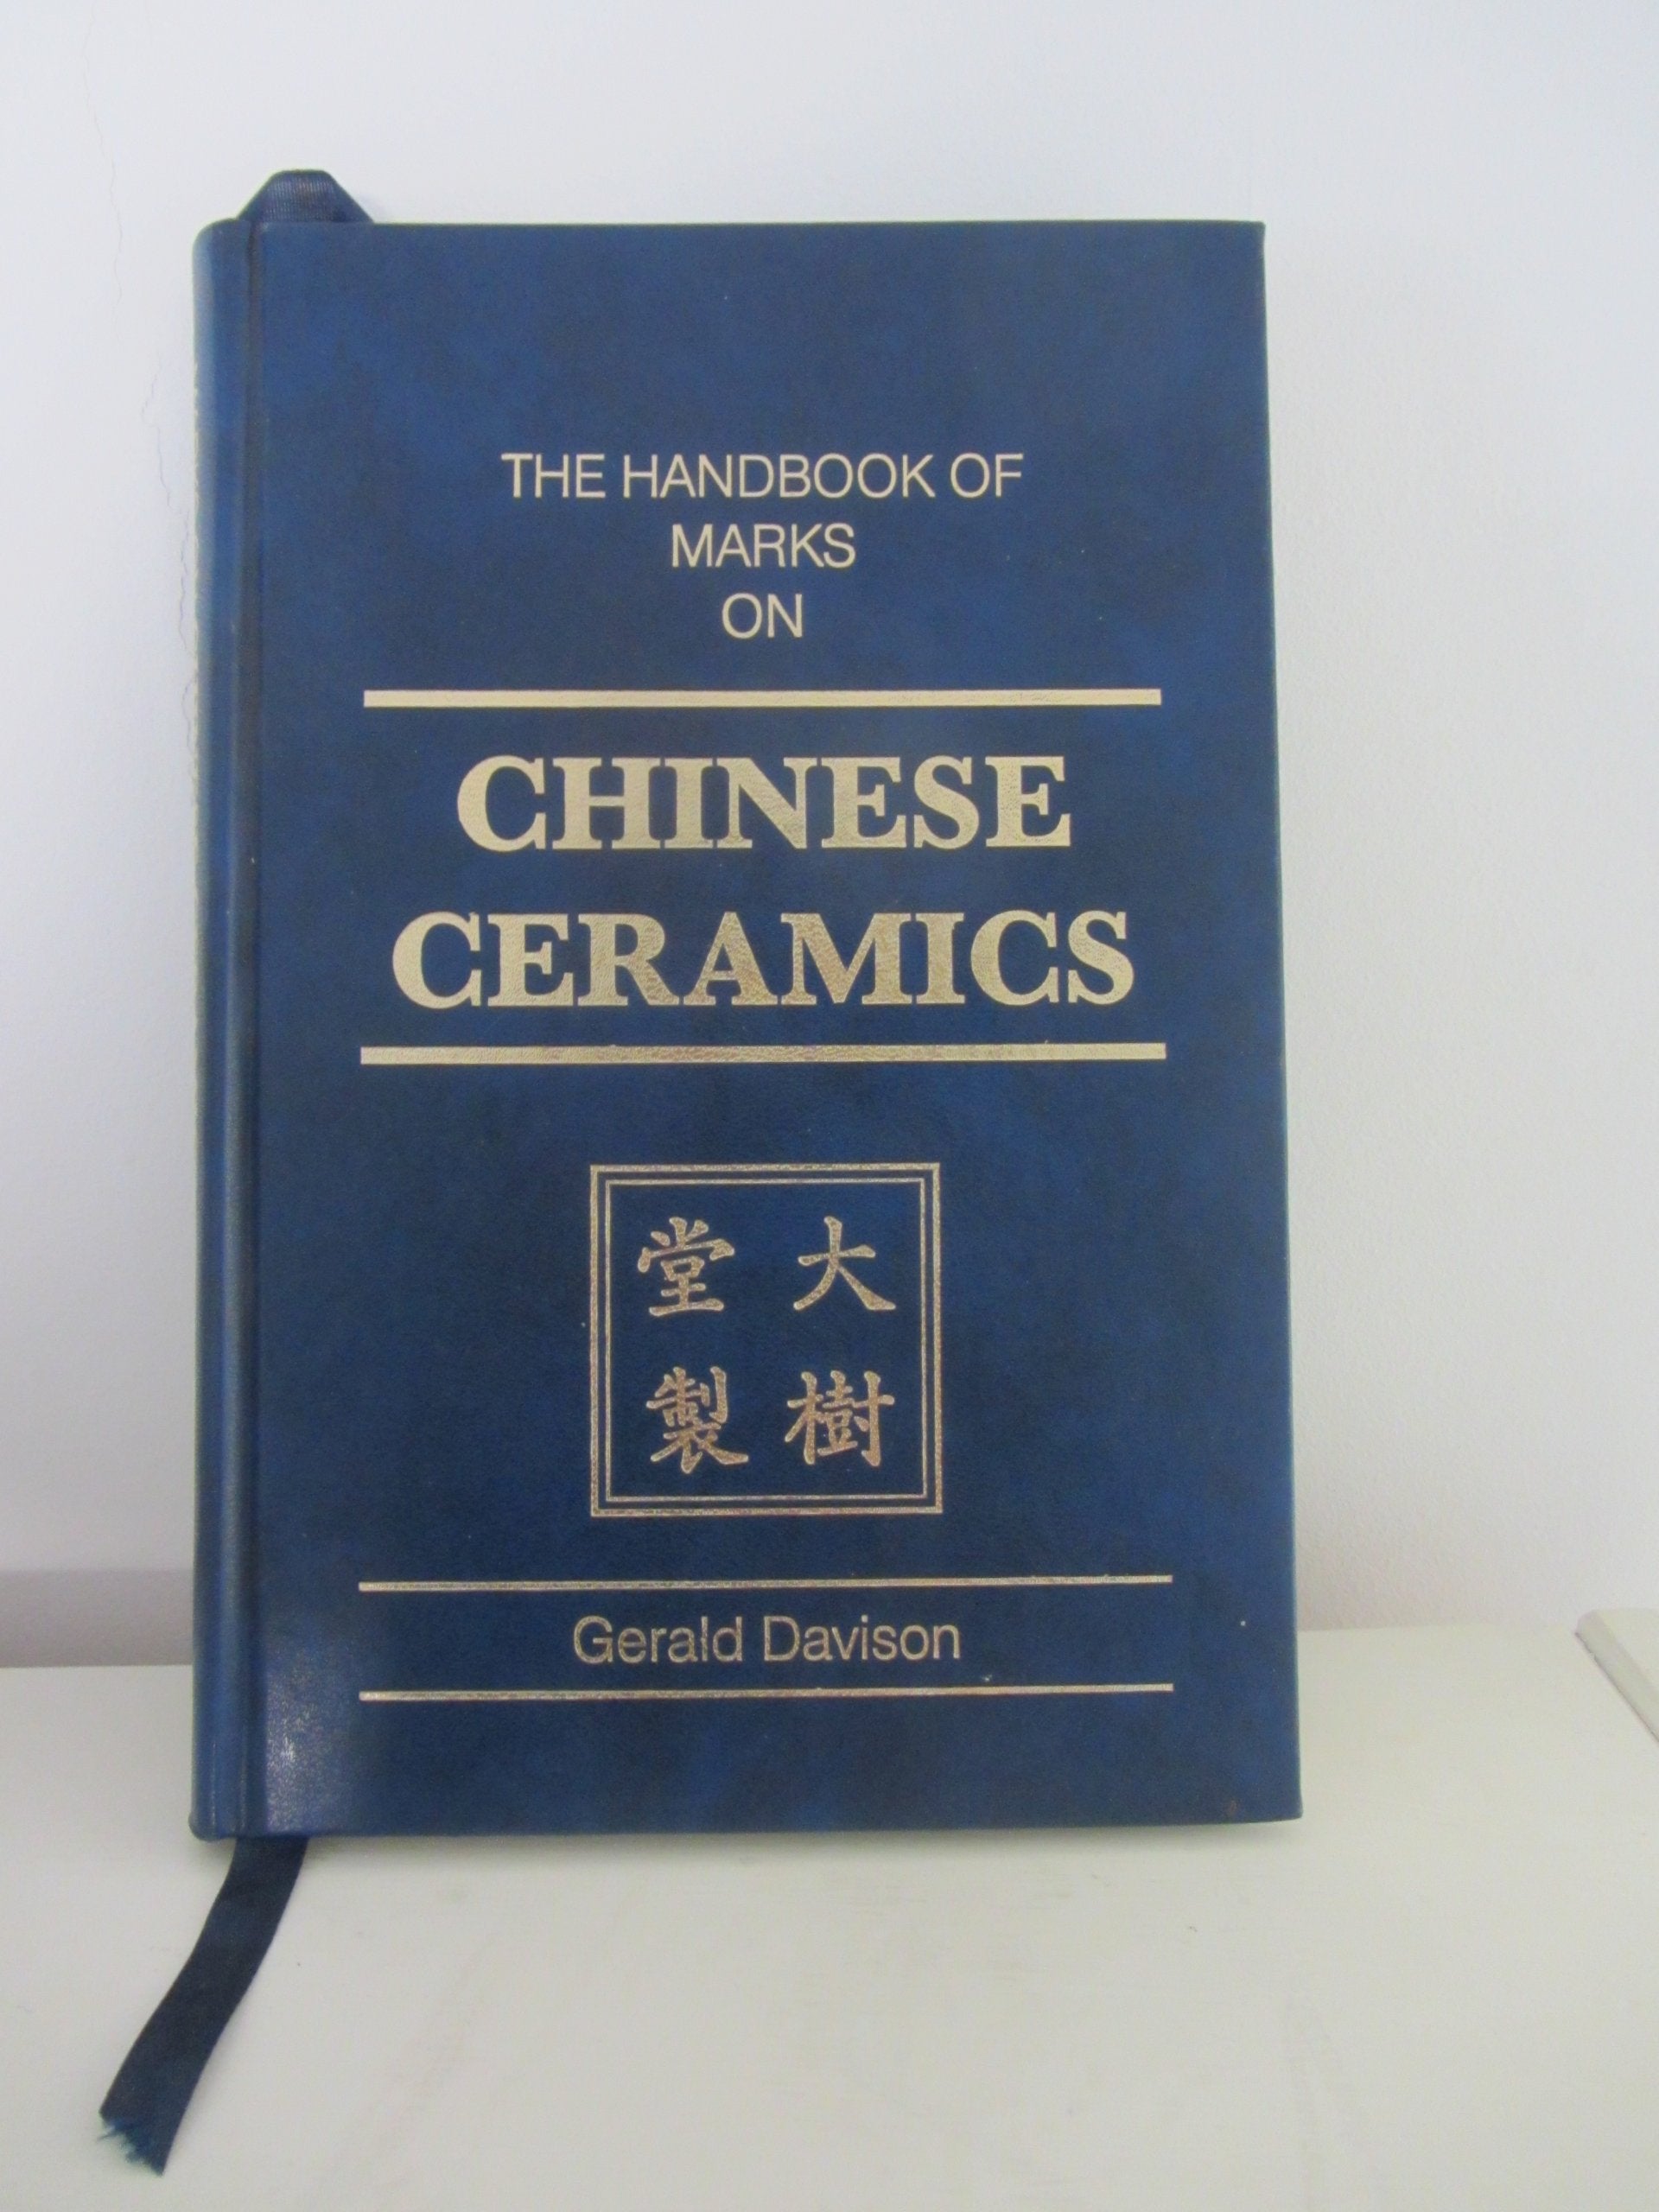 THE HANDBOOK OF
MARKS
ON
CHINESE
CERAMICS
大樹
堂製
Gerald Davison